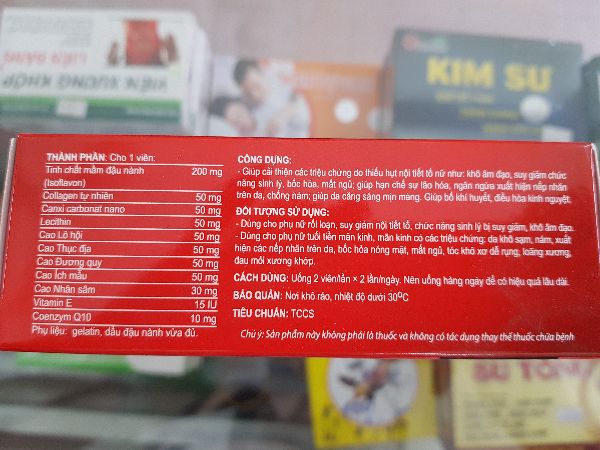 VIÊN XƯƠNG KHỚP
LIÊN ĐẰNG
KIM SƯ
THÀNH PHẦN: Cho 1 viên:
Tinh chất mầm đậu nành 200 mg
(Isoflavon)
Collagen tự nhiên 50 mg
Canxi carbonat nano 50 mg
Lecithin 50 mg
Cao Lô hội 50 mg
Cao Thục địa 50 mg
Cao Đương quy 50 mg
Cao Ích mẫu 50 mg
Cao Nhân sâm 30 mg
Vitamin E 15 IU
Coenzym Q10 10 mg
Phụ liệu: gelatin, dầu đậu nành vừa đủ.
CÔNG DỤNG:
- Giúp cải thiện các triệu chứng do thiếu hụt nội tiết tố nữ như: khô âm đạo, suy giảm chức
năng sinh lý, bốc hỏa, mất ngủ; giúp hạn chế sự lão hóa, ngăn ngừa xuất hiện nếp nhăn
trên da, chống nám; giúp da căng sáng mịn màng. Giúp bổ khí huyết, điều hòa kinh nguyệt.
ĐỐI TƯỢNG SỬ DỤNG:
- Dùng cho phụ nữ rối loạn, suy giảm nội tiết tố, chức năng sinh lý bị suy giảm, khô âm đạo.
- Dùng cho phụ nữ tuổi tiền mãn kinh, mãn kinh có các triệu chứng: da khô sạm, nám, xuất
hiện các nếp nhăn trên da, bốc hỏa nóng mặt, mất ngủ, tóc khô xơ dễ rụng, loãng xương,
đau mỏi xương khớp.
CÁCH DÙNG: Uống 2 viên/lần × 2 lần/ngày. Nên uống hàng ngày để có hiệu quả lâu dài.
BẢO QUẢN: Nơi khô ráo, nhiệt độ dưới 30⁰C
TIÊU CHUẨN: TCCS
Chú ý: Sản phẩm này không phải là thuốc và không có tác dụng thay thế thuốc chữa bệnh